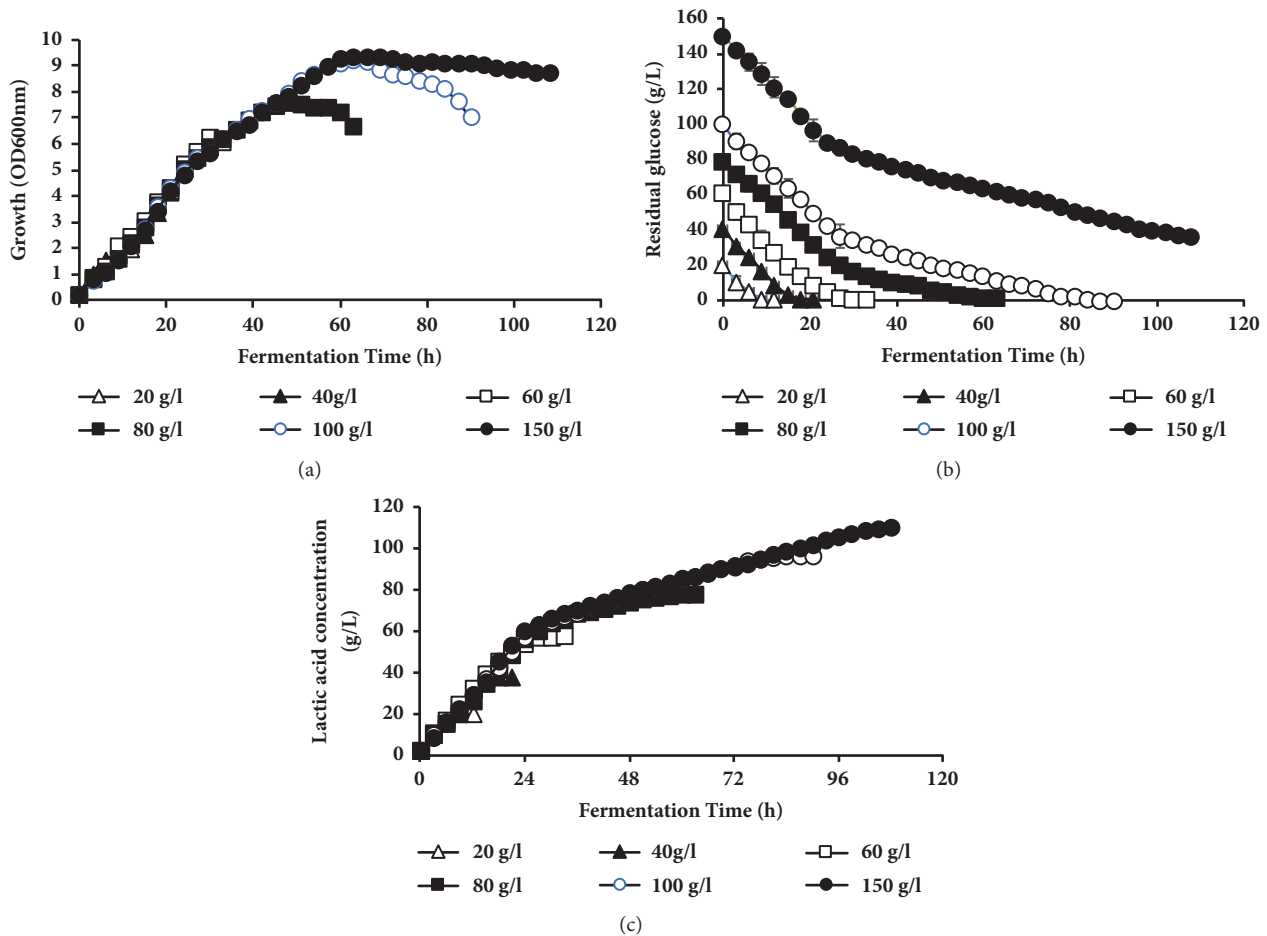 10
9
8
7
6
5
4
3
2
1
0
Growth (OD600nm)
0 20 40 60 80 100 120
Fermentation Time (h)
20 g/l 40g/l 60 g/l
80 g/l 100 g/l 150 g/l
(a)
160
140
120
100
80
60
40
20
0
Residual glucose (g/L)
0 20 40 60 80 100 120
Fermentation Time (h)
20 g/l 40g/l 60 g/l
80 g/l 100 g/l 150 g/l
(b)
120
100
80
60
40
20
0
Lactic acid concentration
(g/L)
0 24 48 72 96 120
Fermentation Time (h)
20 g/l 40g/l 60 g/l
80 g/l 100 g/l 150 g/l
(c)